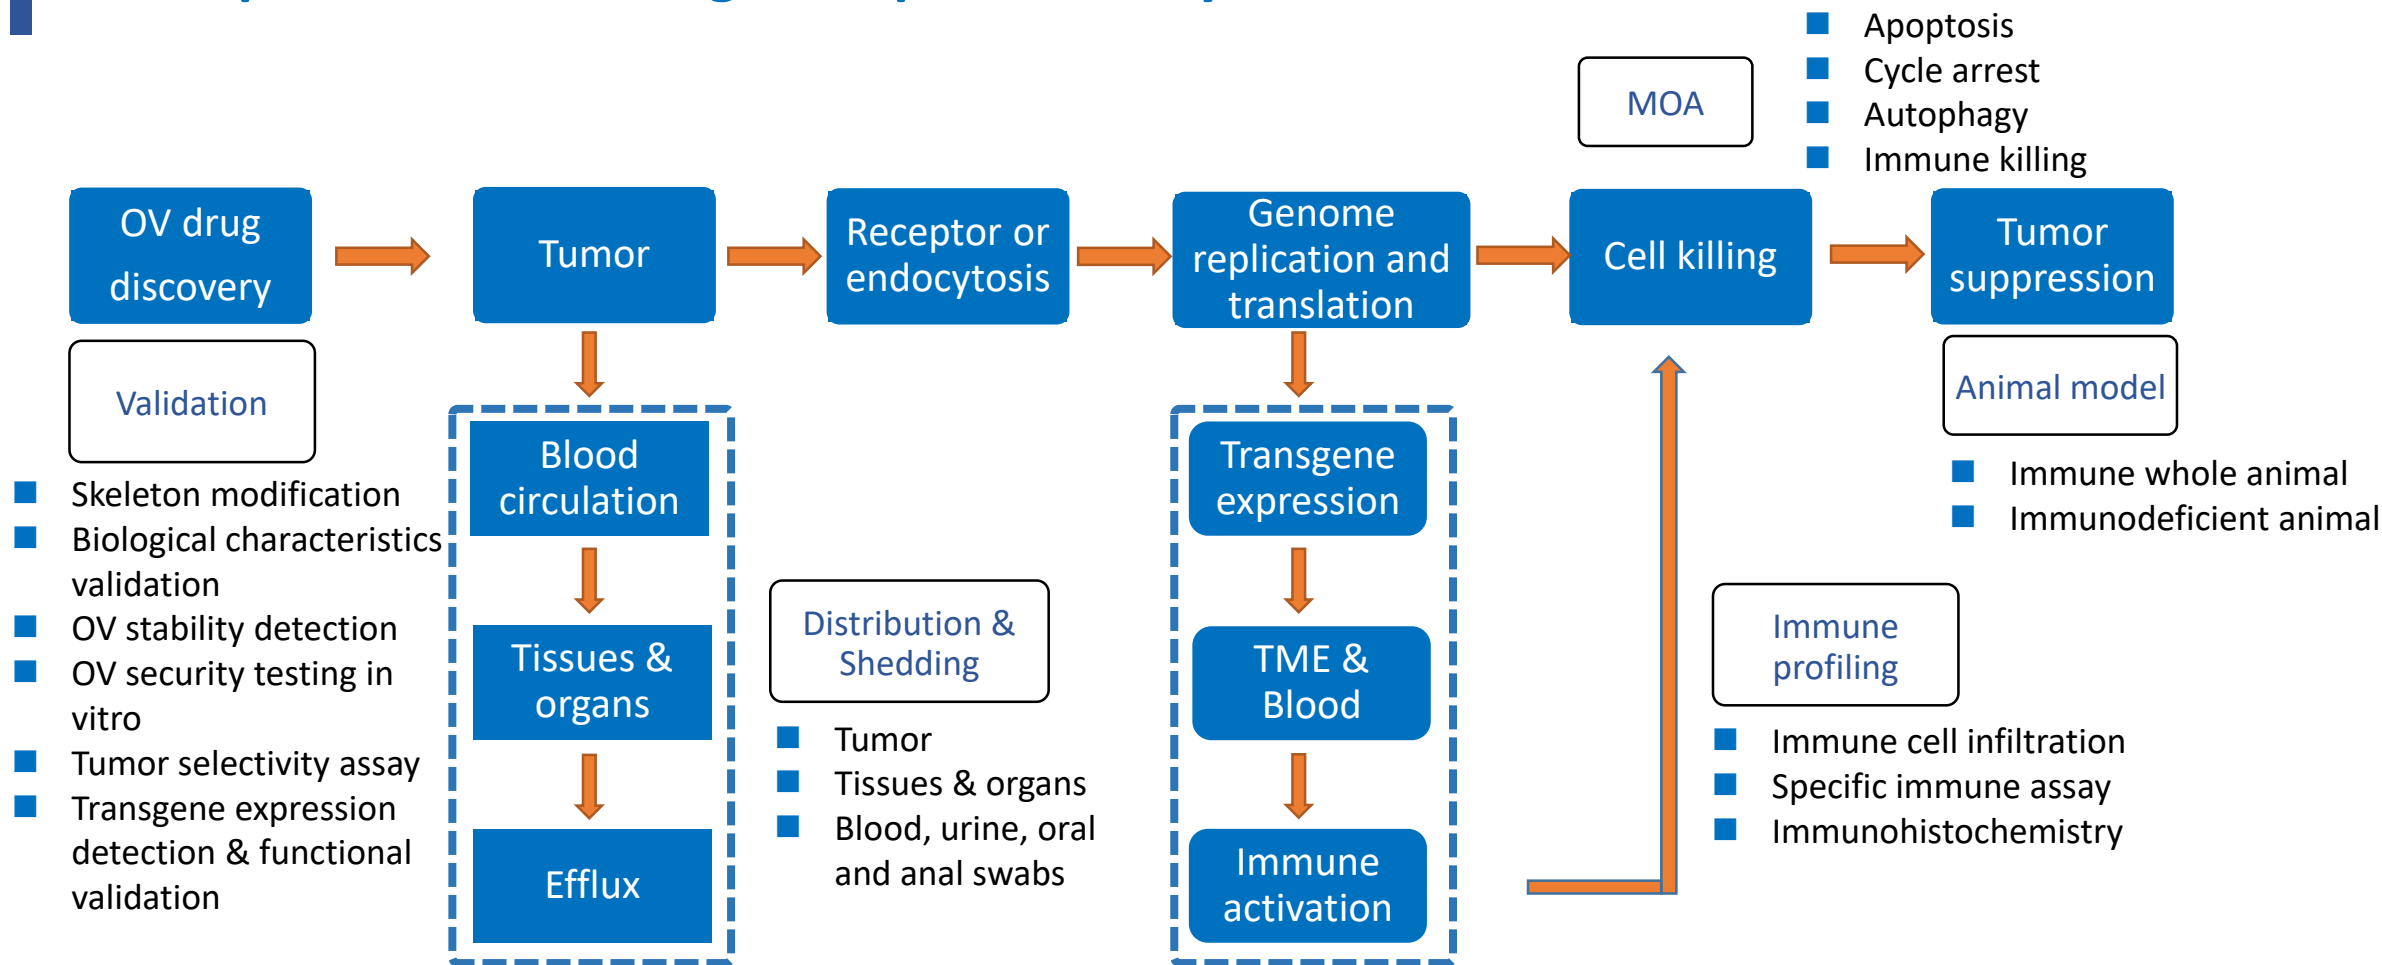 Apoptosis
Cycle arrest
Autophagy
Immune killing
MOA
OV drug
discovery
Tumor
Receptor or
endocytosis
Genome
replication and
translation
Cell killing
Tumor
suppression
Validation
Skeleton modification
Biological characteristics
validation
OV stability detection
OV security testing in
vitro
Tumor selectivity assay
Transgene expression
detection & functional
validation
Blood
circulation
Tissues &
organs
Efflux
Distribution &
Shedding
Tumor
Tissues & organs
Blood, urine, oral
and anal swabs
Transgene
expression
TME &
Blood
Immune
activation
Animal model
Immune whole animal
Immunodeficient animal
Immune
profiling
Immune cell infiltration
Specific immune assay
Immunohistochemistry